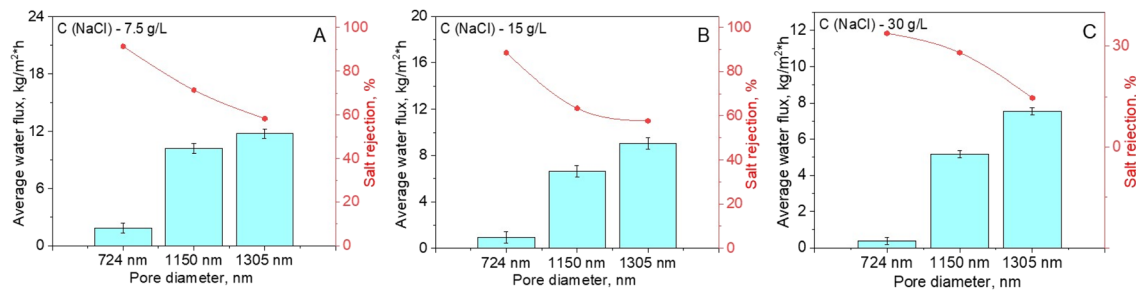 C (NaCl) - 7.5 g/L
A
Average water flux, kg/m²*h
24
18
12
6
0
100
80
60
40
20
0
Salt rejection, %
724 nm 1150 nm 1305 nm
Pore diameter, nm
C (NaCl) - 15 g/L
B
Average water flux, kg/m²*h
20
16
12
8
4
0
100
80
60
40
20
0
Salt rejection, %
724 nm 1150 nm 1305 nm
Pore diameter, nm
C (NaCl) - 30 g/L
C
Average water flux, kg/m²*h
12
10
8
6
4
2
0
30
0
Salt rejection, %
724 nm 1150 nm 1305 nm
Pore diameter, nm